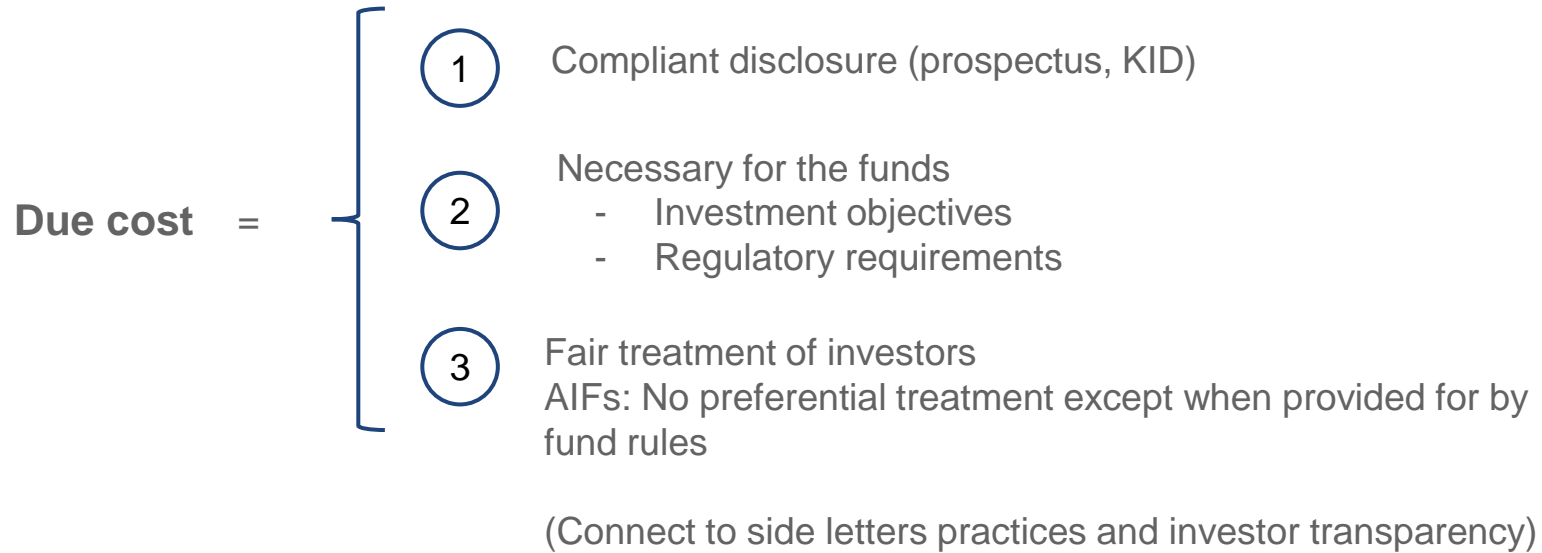 1 Compliant disclosure (prospectus, KID)
Necessary for the funds
Due cost = 2 - Investment objectives
- Regulatory requirements
3 Fair treatment of investors
AIFs: No preferential treatment except when provided for by
fund rules
(Connect to side letters practices and investor transparency)